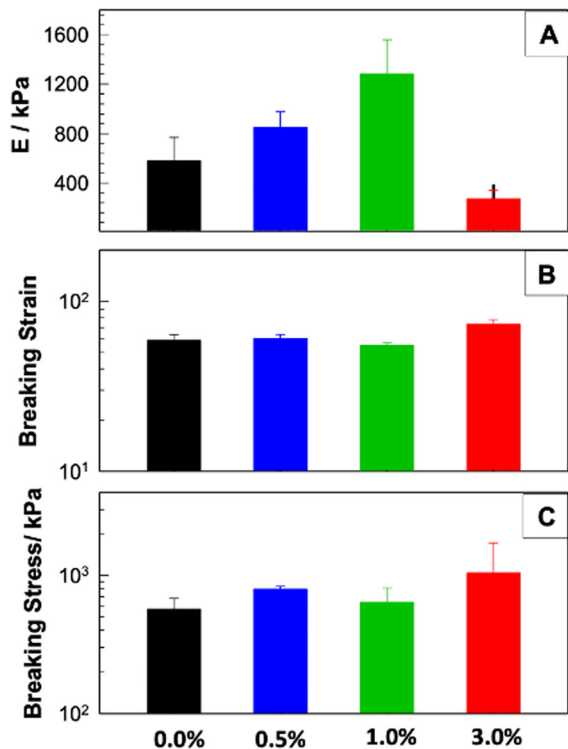 A
E / kPa
1600
1200
800
400
B
Breaking Strain
10²
10¹
C
Breaking Stress/ kPa
10³
10²
0.0% 0.5% 1.0% 3.0%